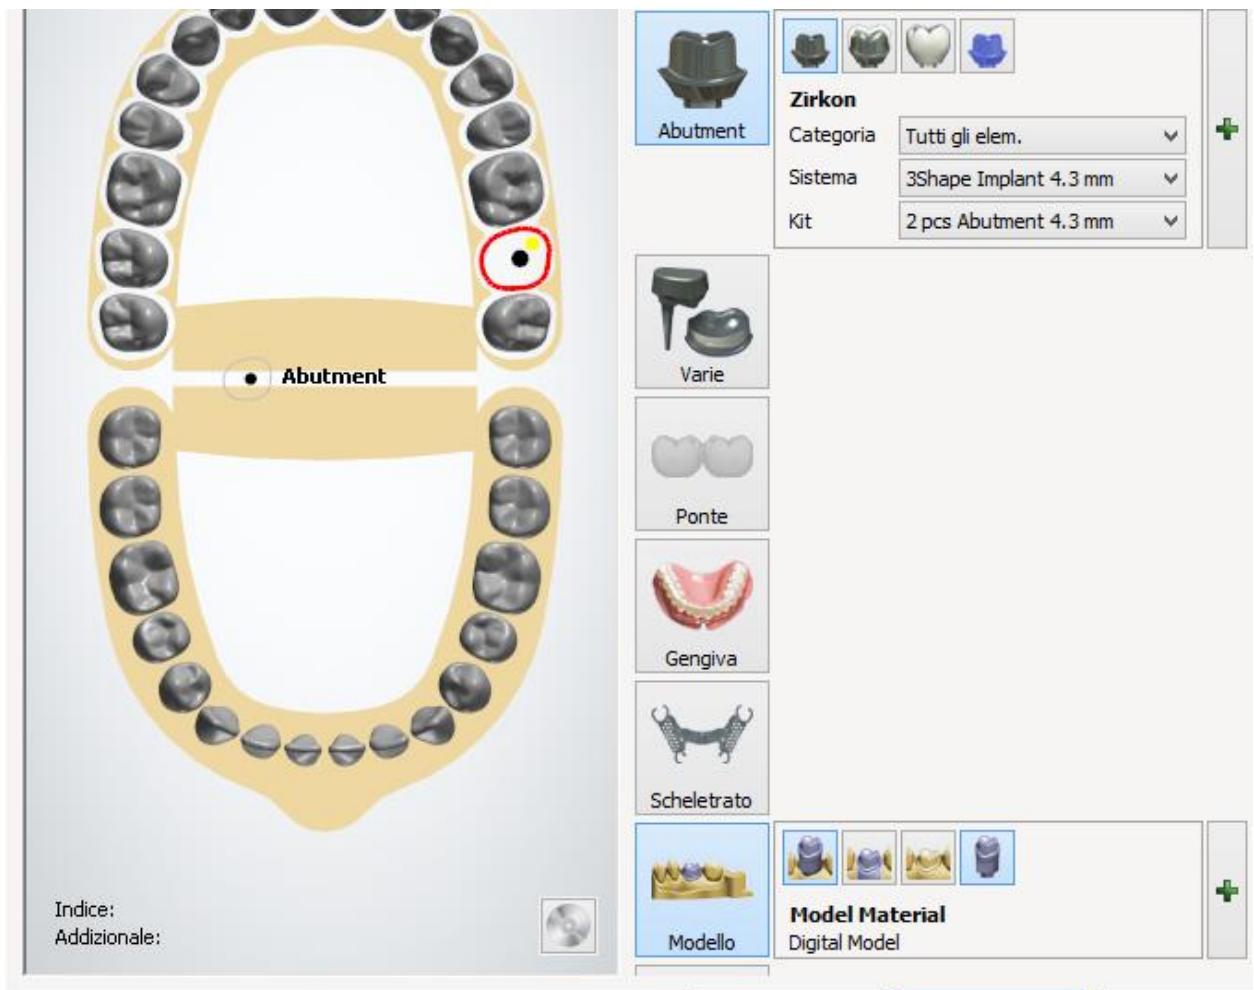 Abutment
Indice:
Addizionale:
Abutment
Zirkon
Categoria Tutti gli elem.
Sistema 3Shape Implant 4.3 mm
Kit 2 pcs Abutment 4.3 mm
Varie
Ponte
Gengiva
Scheletrato
Modello
Model Material
Digital Model